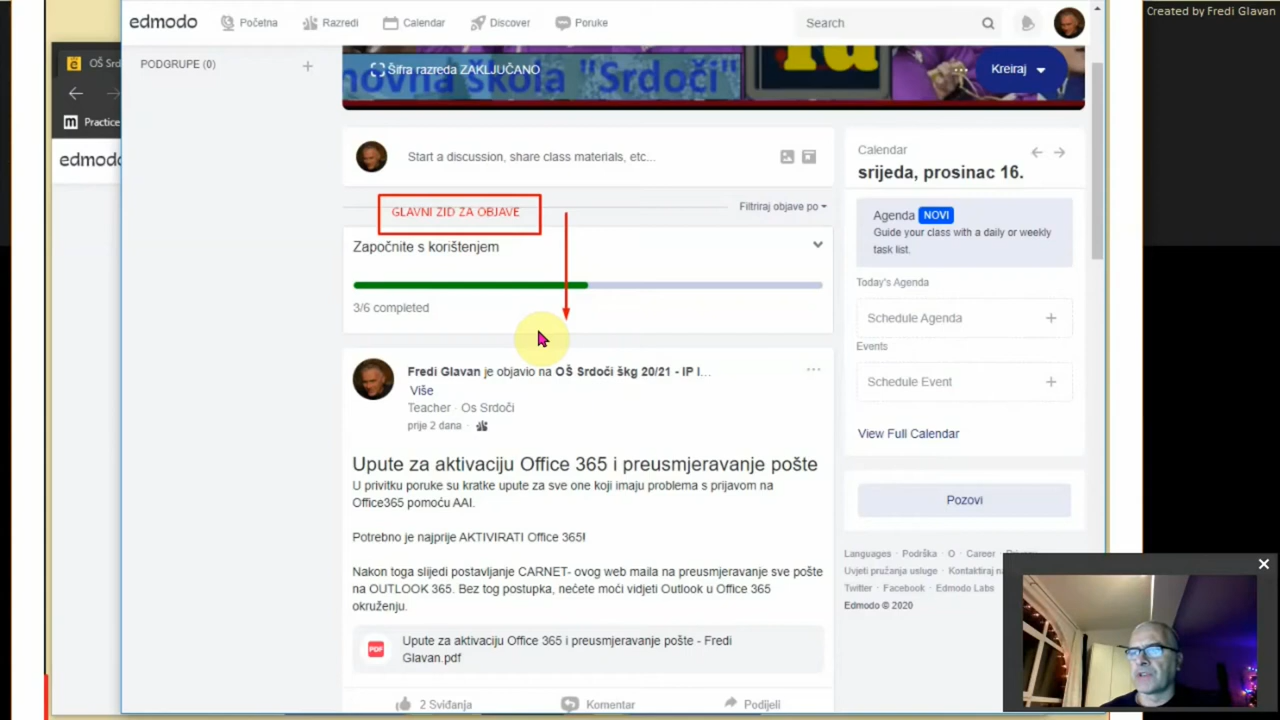 Created by Fredi Glavan
edmodo
Početna
Razredi
Calendar
Discover
Poruke
Search
OŠ Srd
Practice
edmodo
PODGRUPE (0)
ovna škola "Srdoči"
Šifra razreda ZAKLJUČANO
Kreiraj
Start a discussion, share class materials, etc...
GLAVNI ZID ZA OBJAVE
Filtriraj objave po
Započnite s korištenjem
3/6 completed
Fredi Glavan je objavio na OŠ Srdoči škg 20/21 - IP I...
Više
Teacher · Os Srdoči
prije 2 dana ·
Upute za aktivaciju Office 365 i preusmjeravanje pošte
U privitku poruke su kratke upute za sve one koji imaju problema s prijavom na
Office365 pomoću AAI.
Potrebno je najprije AKTIVIRATI Office 365!
Nakon toga slijedi postavljanje CARNET- ovog web maila na preusmjeravanje sve pošte
na OUTLOOK 365. Bez tog postupka, nećete moći vidjeti Outlook u Office 365
okruženju.
PDF
Upute za aktivaciju Office 365 i preusmjeravanje pošte - Fredi
Glavan.pdf
2 Sviđanja
Komentar
Podijeli
Calendar
srijeda, prosinac 16.
Agenda NOVI
Guide your class with a daily or weekly
task list.
Today's Agenda
Schedule Agenda
Events
Schedule Event
View Full Calendar
Pozovi
Languages · Podrška · O · Career ·
Uvjeti pružanja usluge · Kontaktiraj na
Twitter · Facebook · Edmodo Labs
Edmodo © 2020